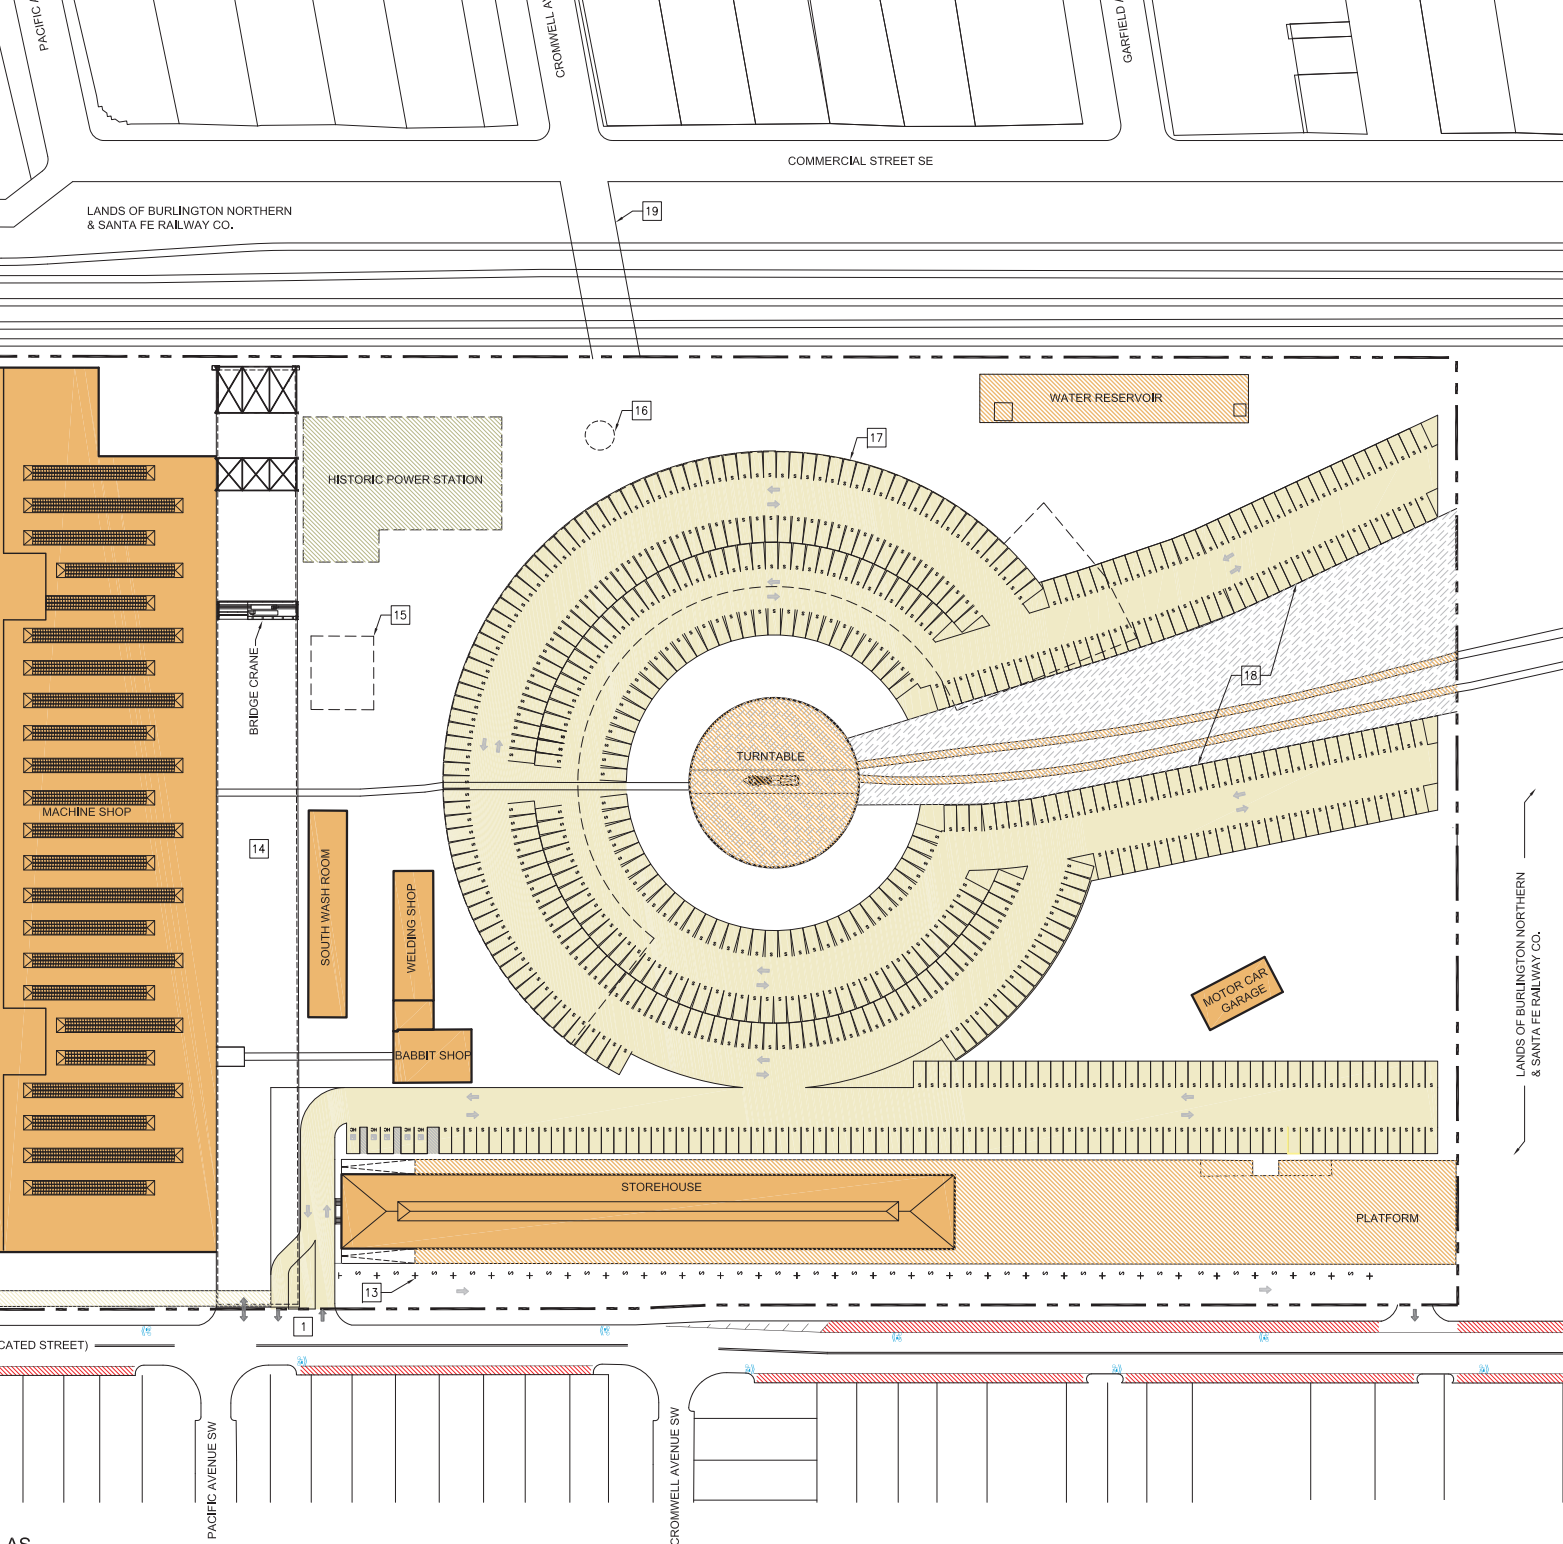 PACIFIC A
CROMWELL AV
GARFIELD A
COMMERCIAL STREET SE
LANDS OF BURLINGTON NORTHERN
& SANTA FE RAILWAY CO.
19
16
WATER RESERVOIR
17
HISTORIC POWER STATION
15
BRIDGE CRANE
18
TURNTABLE
MACHINE SHOP
14
SOUTH WASH ROOM
WELDING SHOP
LANDS OF BURLINGTON NORTHERN
& SANTA FE RAILWAY CO.
MOTOR CAR
GARAGE
BABBIT SHOP
STOREHOUSE
PLATFORM
13
1
CATED STREET)
PACIFIC AVENUE SW
CROMWELL AVENUE SW
AS